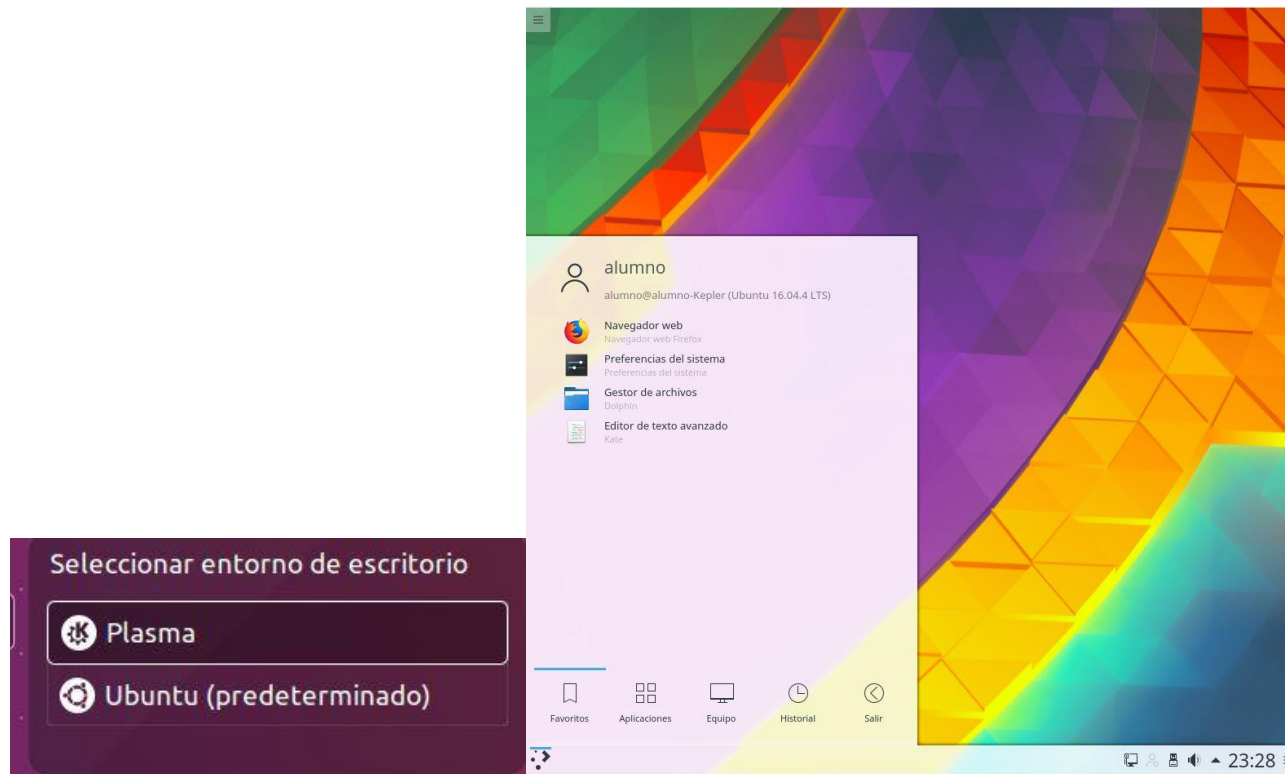 Seleccionar entorno de escritorio
Plasma
Ubuntu (predeterminado)
alumno
alumno@alumno-Kepler (Ubuntu 16.04.4 LTS)
Navegador web
Navegador web Firefox
Preferencias del sistema
Preferencias del sistema
Gestor de archivos
Dolphin
Editor de texto avanzado
Kate
Favoritos Aplicaciones Equipo Historial Salir
23:28